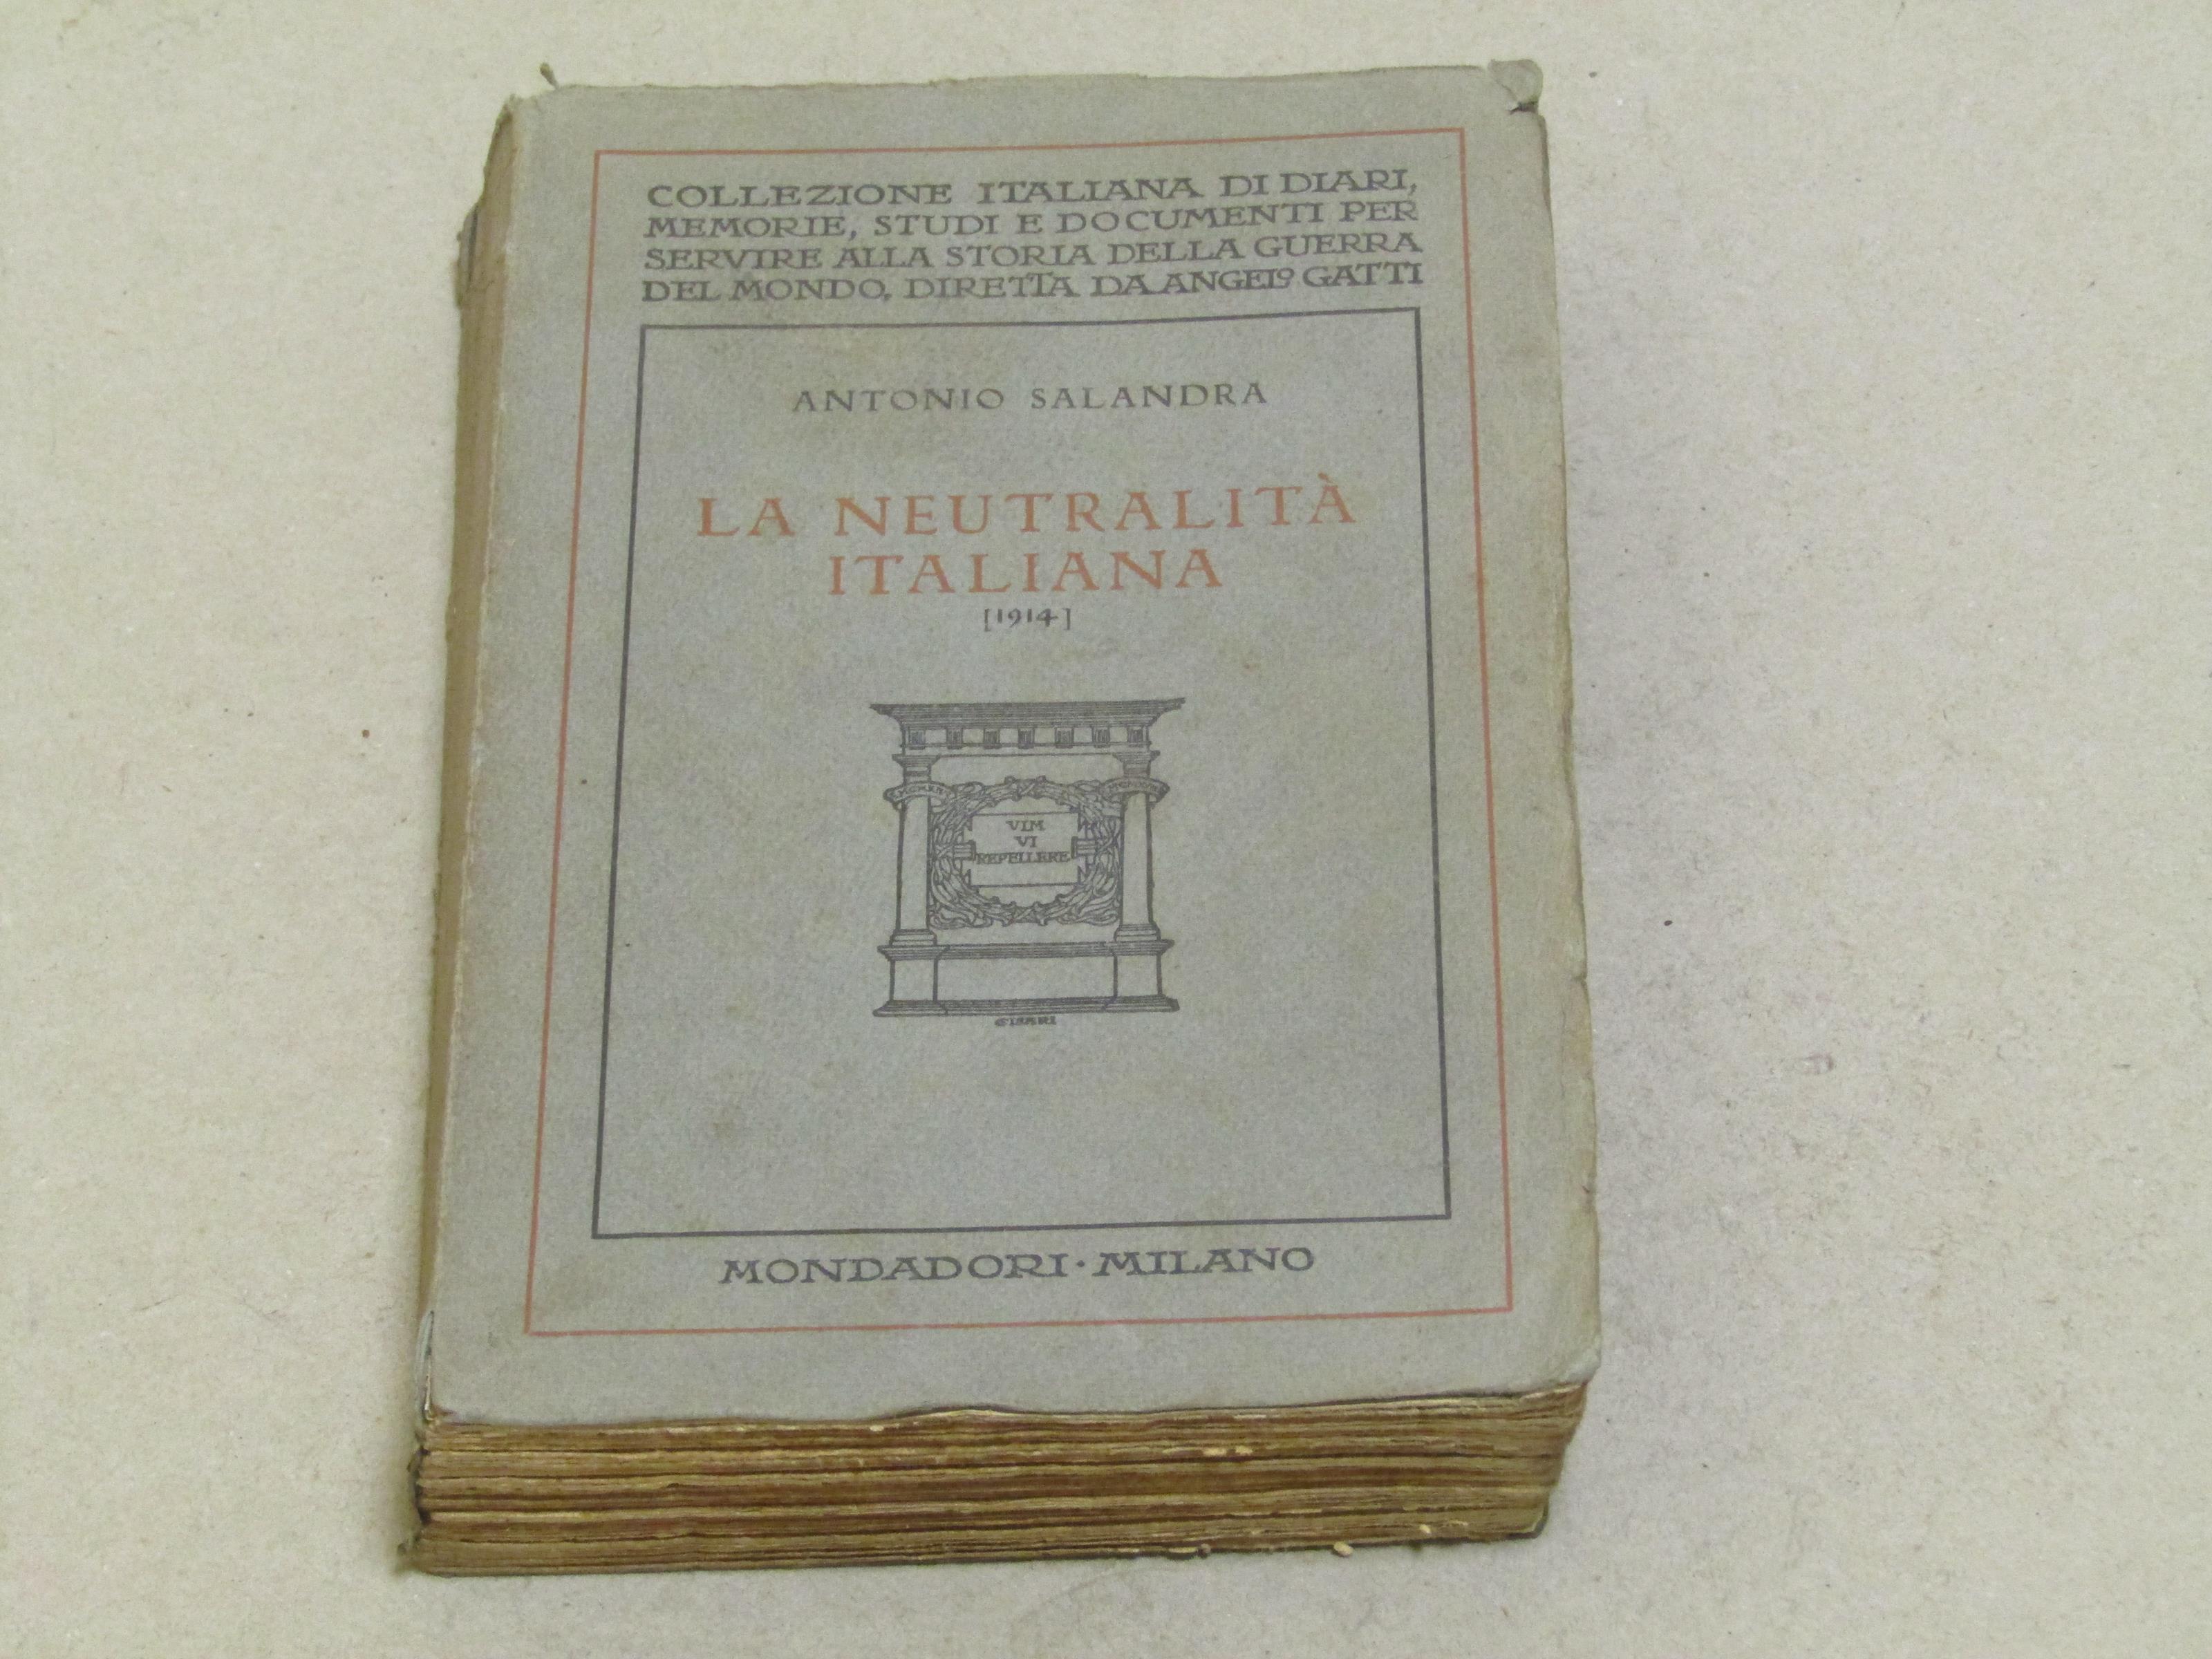 COLLEZIONE ITALIANA DI DIARI,
MEMORIE, STUDI E DOCUMENTI PER
SERVIRE ALLA STORIA DELLA GUERRA
DEL MONDO, DIRETTA DA ANGELO GATTI
ANTONIO SALANDRA
LA NEUTRALITÀ
ITALIANA
[1914]
VIM
VI
REPELLERE
CISARI
MONDADORI · MILANO